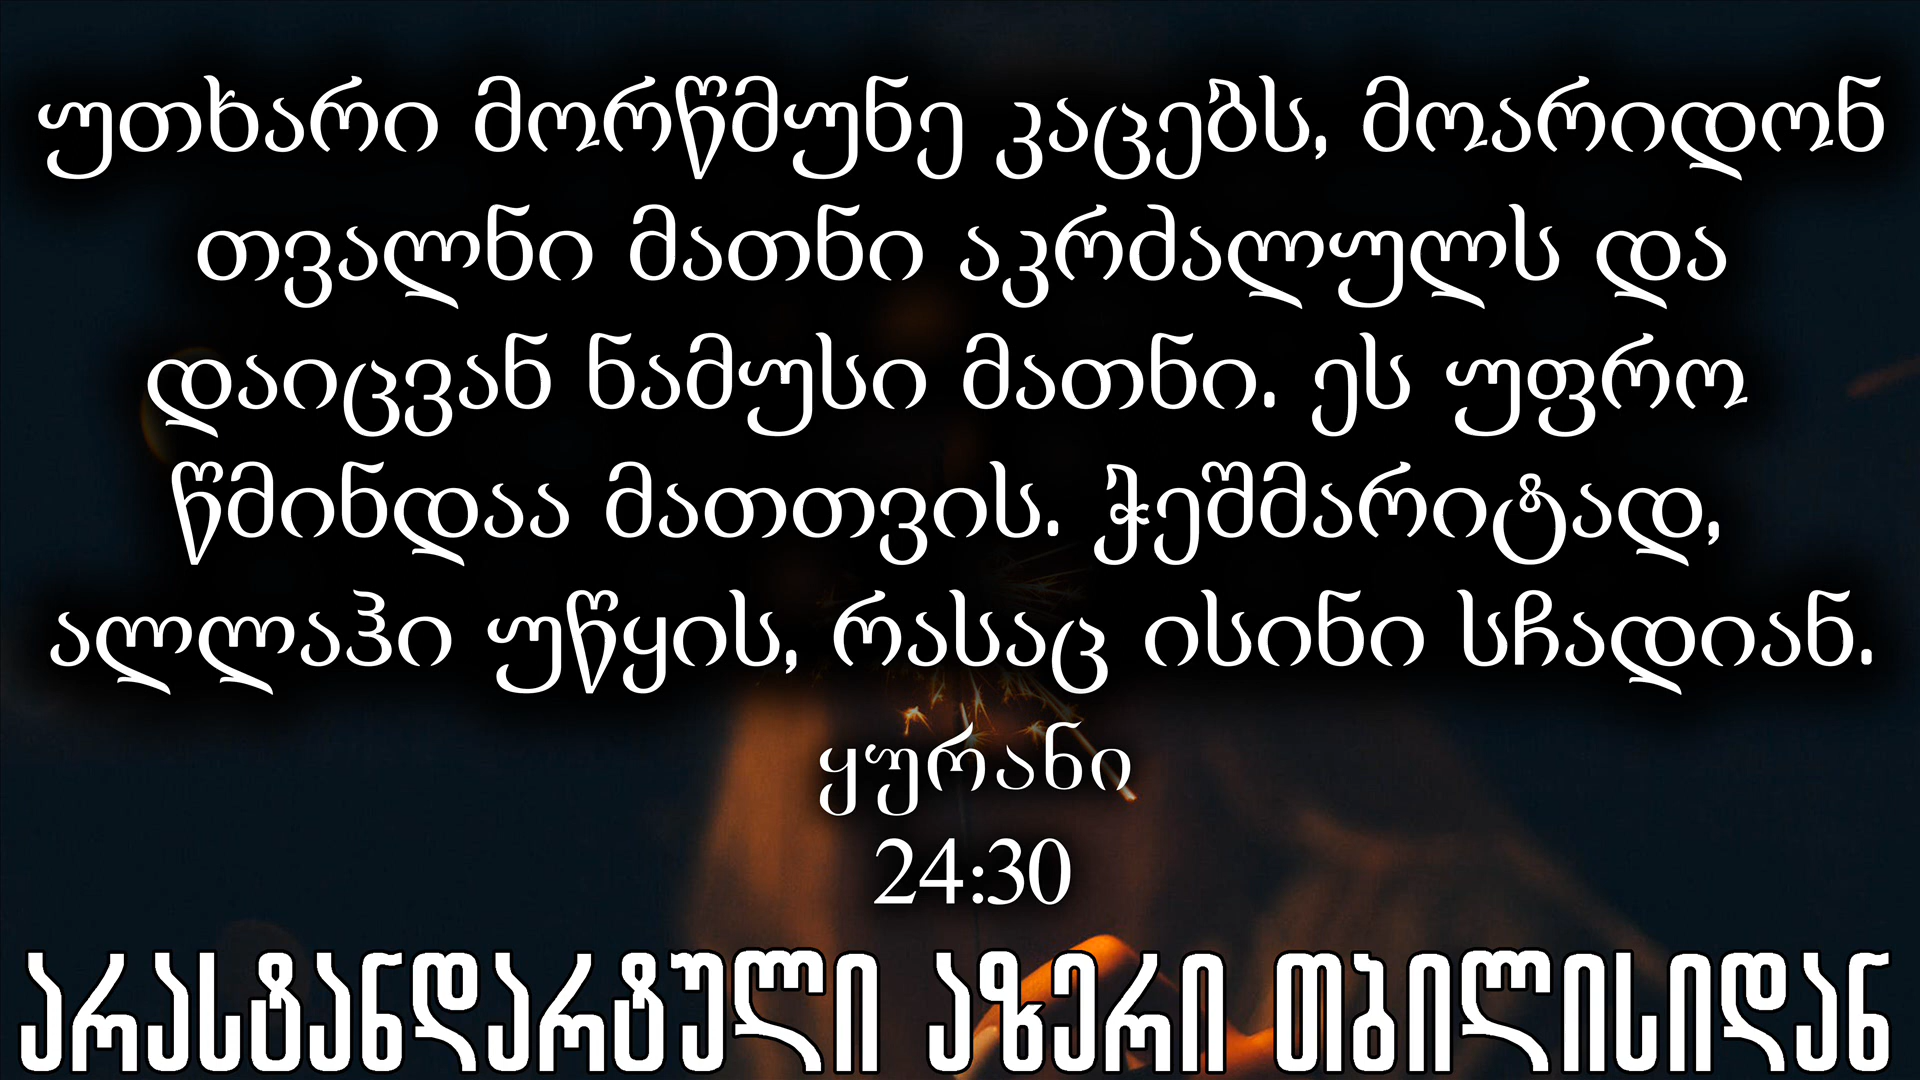 უთხარი მორწმუნე კაცებს, მოარიდონ
თვალნი მათნი აკრძალულს და
დაიცვან ნამუსი მათნი. ეს უფრო
წმინდაა მათთვის. ჭეშმარიტად,
ალლაჰი უწყის, რასაც ისინი სჩადიან.
ყურანი
24:30
არასტანდარტული აზერი თბილისიდან